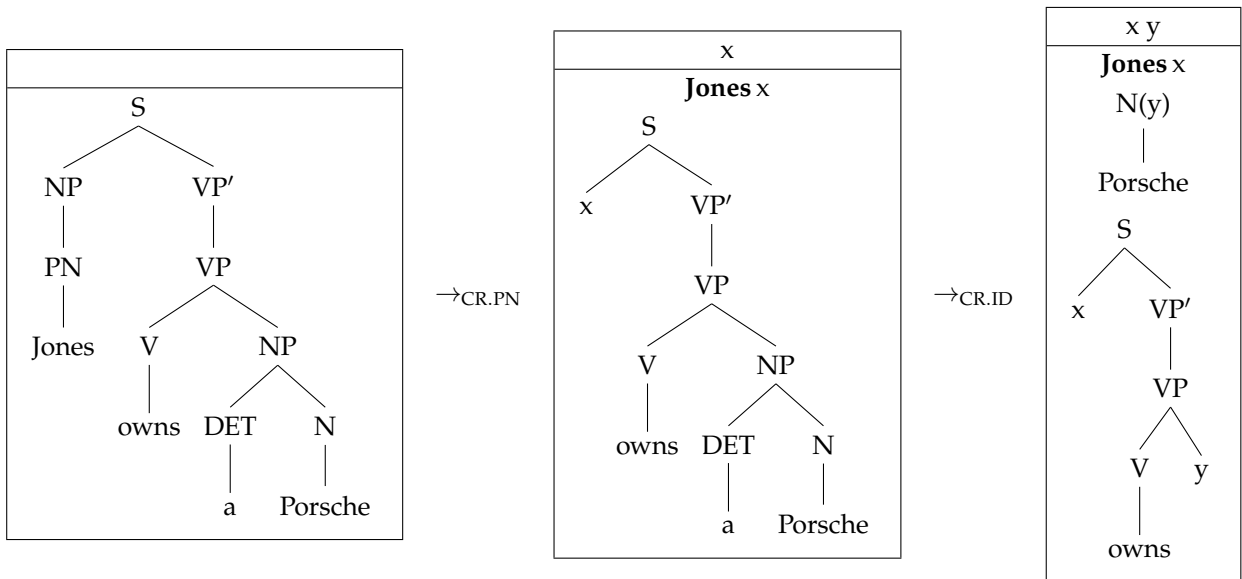 S
NP VP′
PN VP
Jones V NP
owns DET N
a Porsche
→CR.PN
x
Jones x
S
x VP′
VP
V NP
owns DET N
a Porsche
→CR.ID
x y
Jones x
N(y)
Porsche
S
x VP′
VP
V y
owns